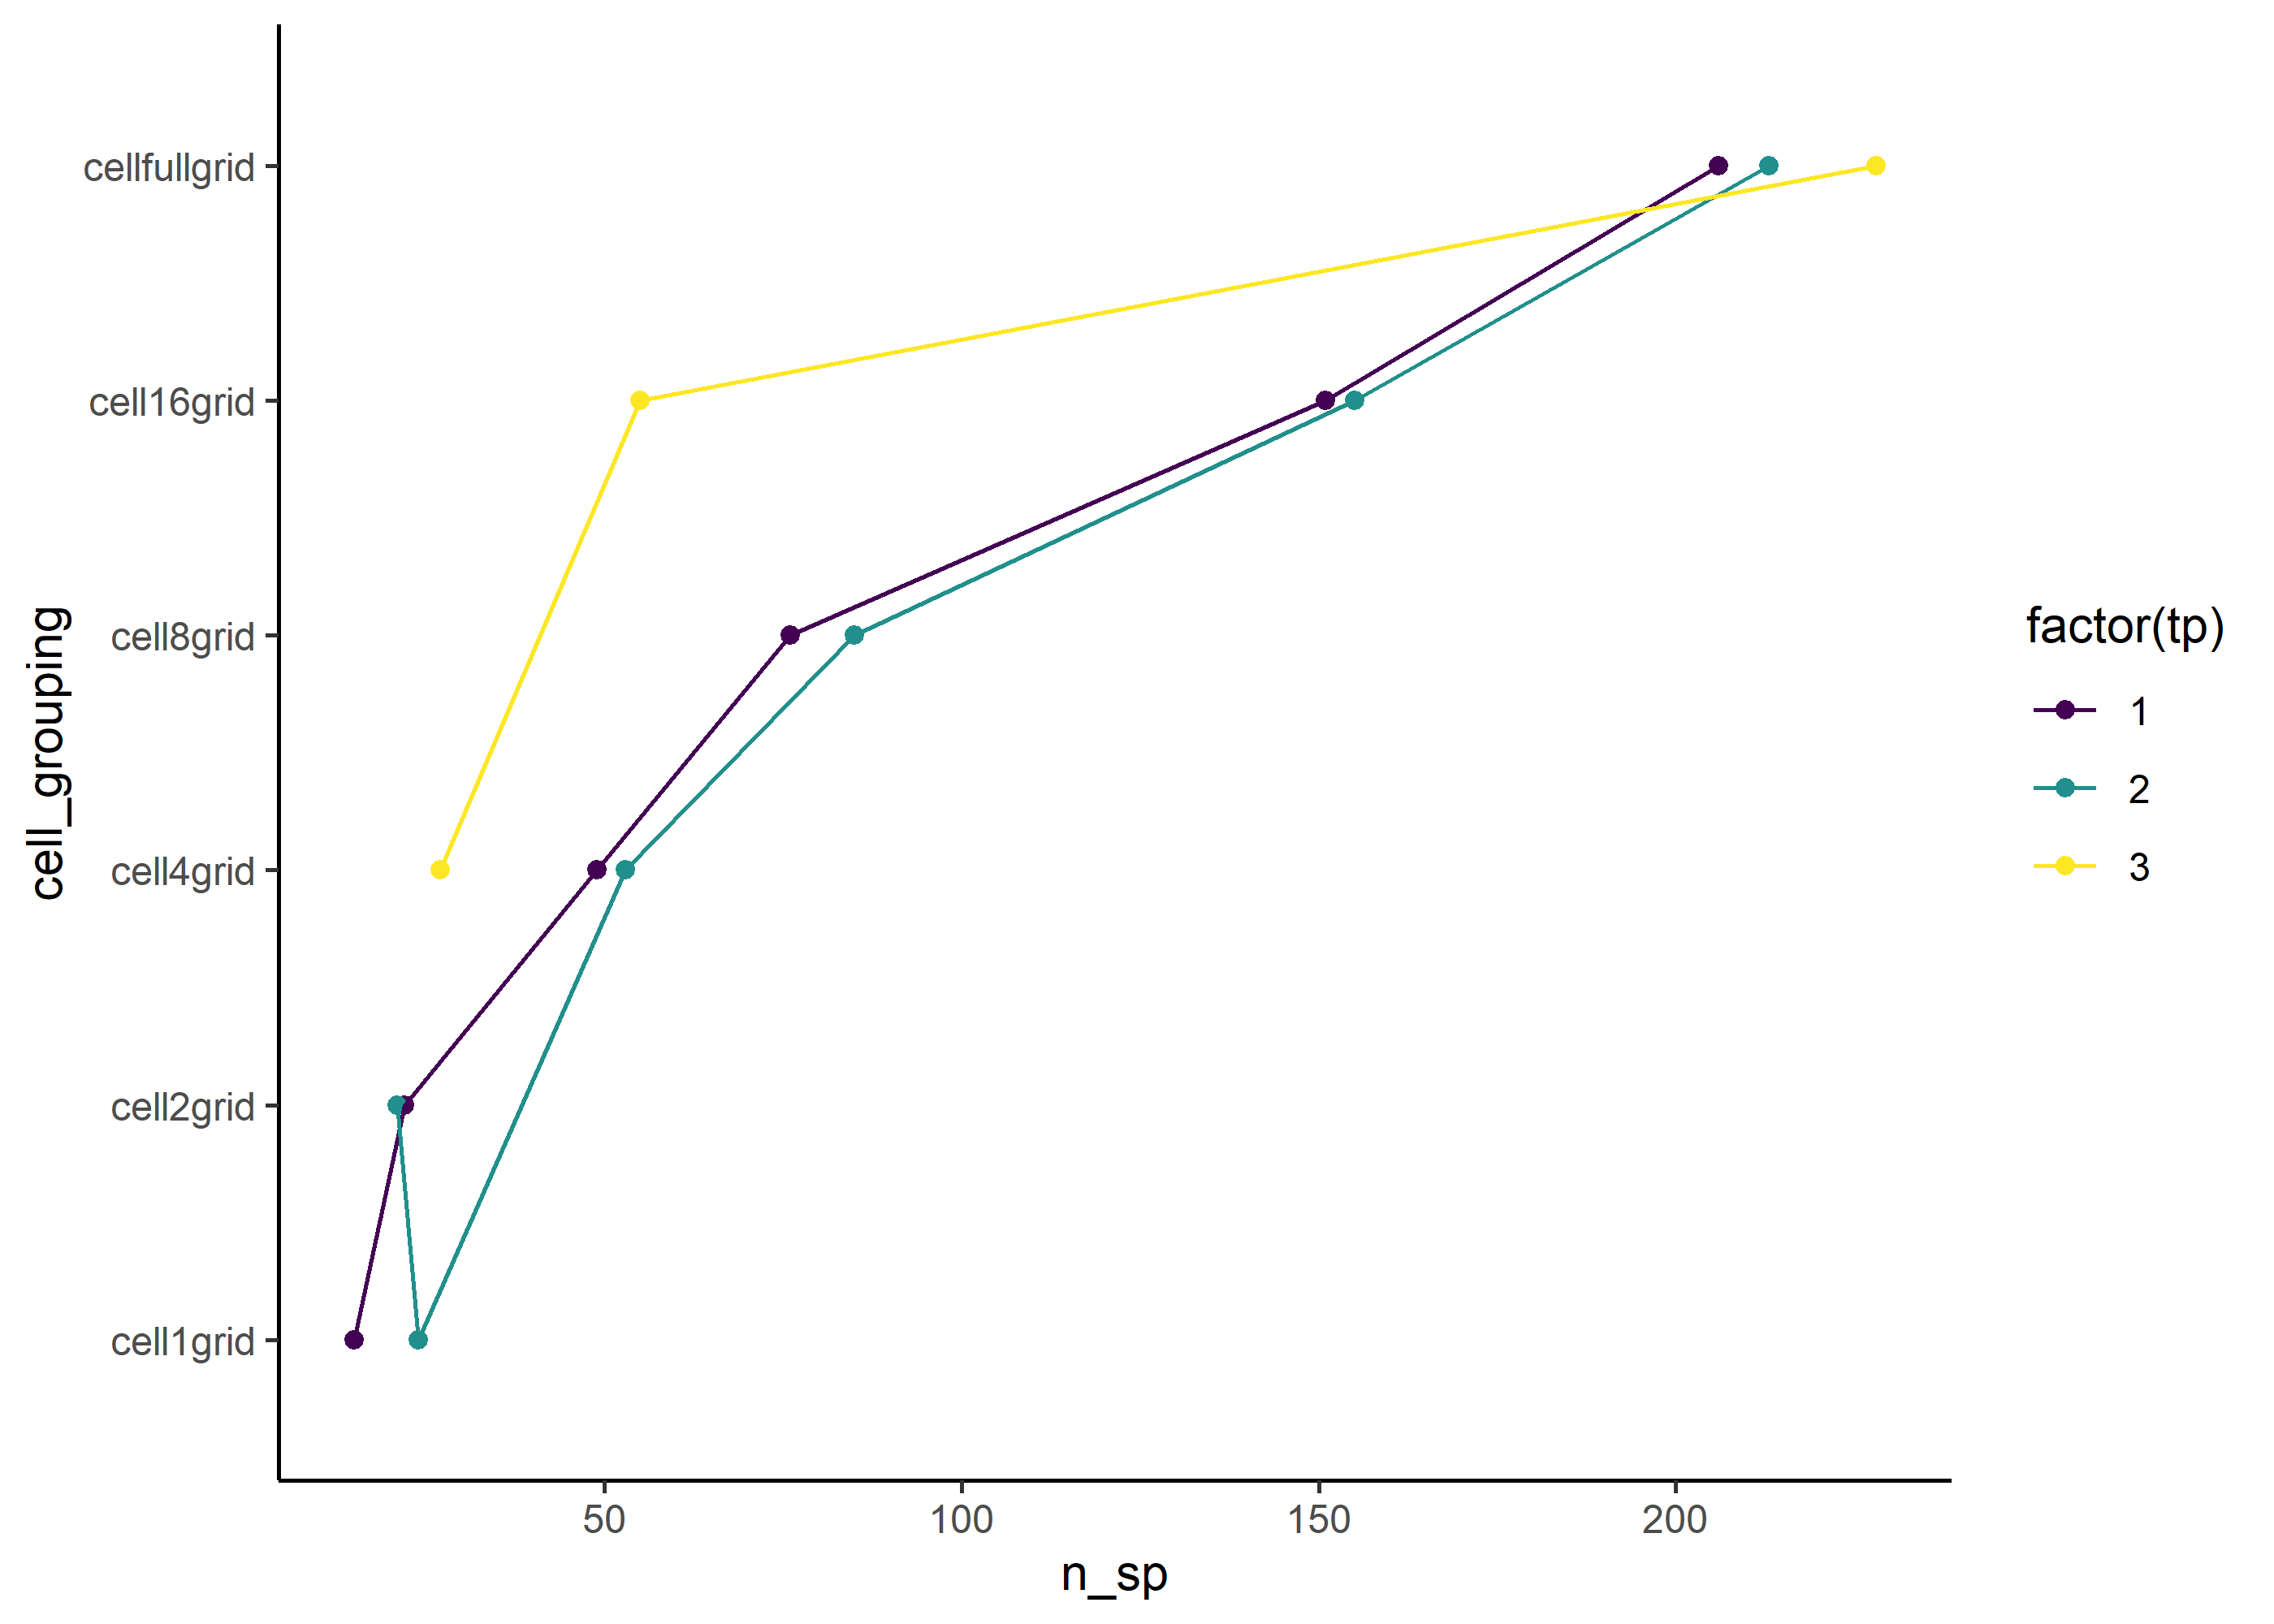 cell_grouping
cellfullgrid
cell16grid
cell8grid
cell4grid
cell2grid
cell1grid
50
100
150
200
n_sp
factor(tp)
1
2
3